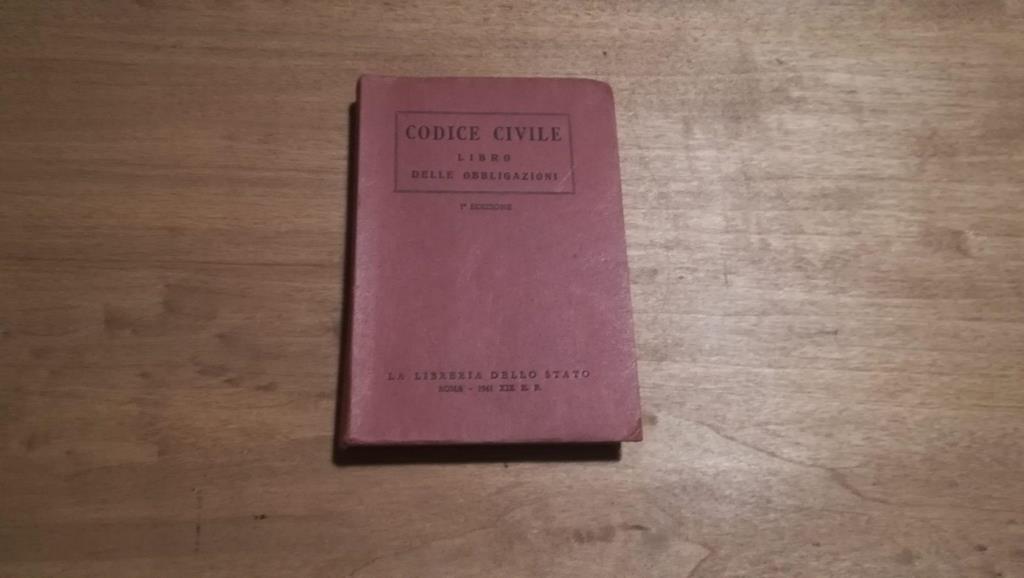 CODICE CIVILE
LIBRO
DELLE OBBLIGAZIONI
1ª EDIZIONE
LA LIBRERIA DELLO STATO
ROMA - 1941 XIX E. F.